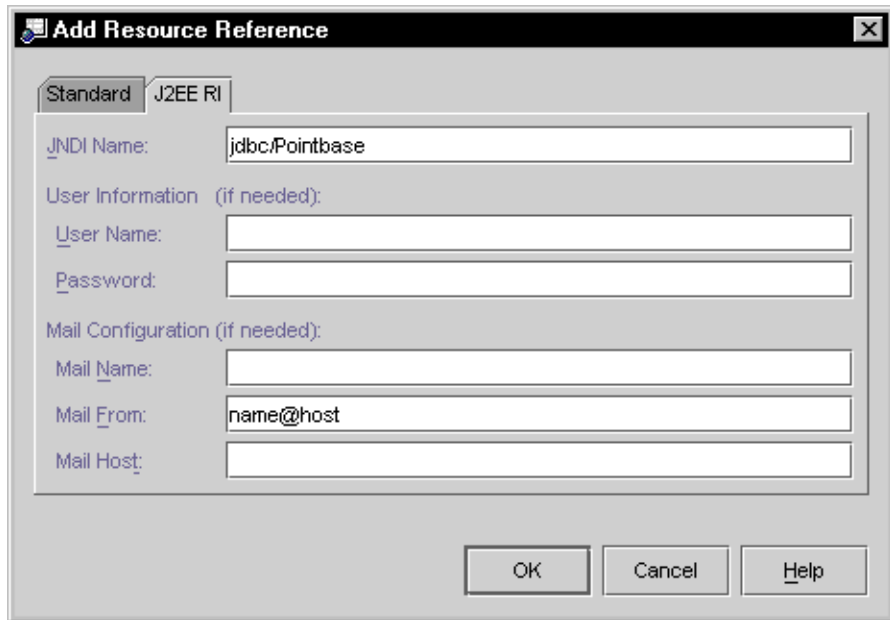 Add Resource Reference
Standard J2EE RI
JNDI Name: jdbc/Pointbase
User Information (if needed):
User Name:
Password:
Mail Configuration (if needed):
Mail Name:
Mail From: name@host
Mail Host:
OK Cancel Help